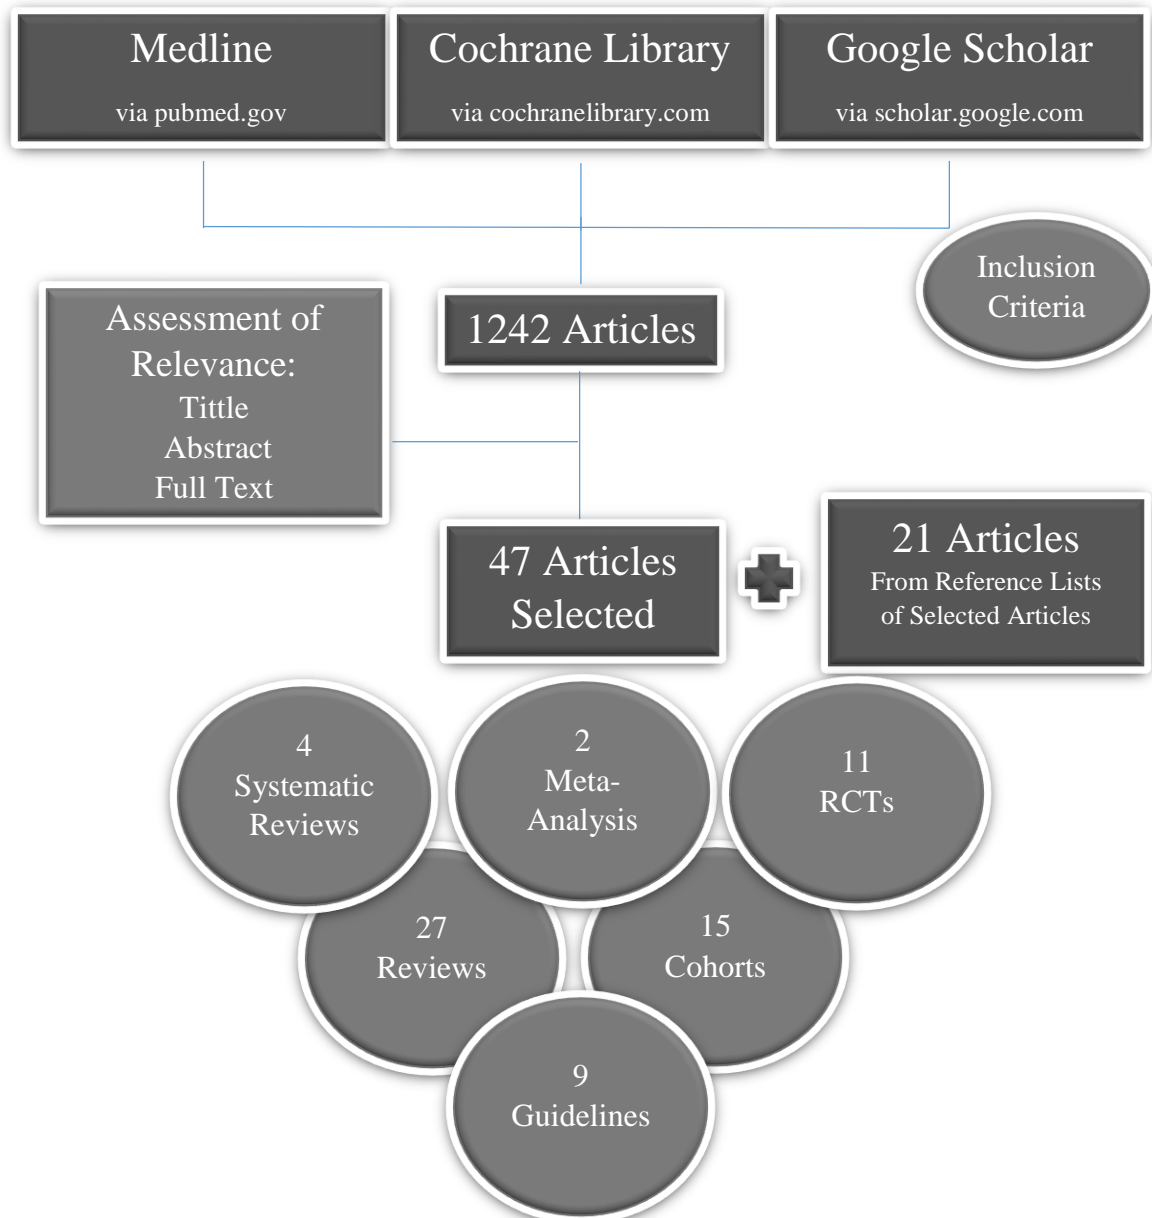 Medline
via pubmed.gov
Cochrane Library
via cochranelibrary.com
Google Scholar
via scholar.google.com
Inclusion
Criteria
Assessment of
Relevance:
Tittle
Abstract
Full Text
1242 Articles
47 Articles
Selected
21 Articles
From Reference Lists
of Selected Articles
4
Systematic
Reviews
2
Meta-
Analysis
11
RCTs
27
Reviews
15
Cohorts
9
Guidelines